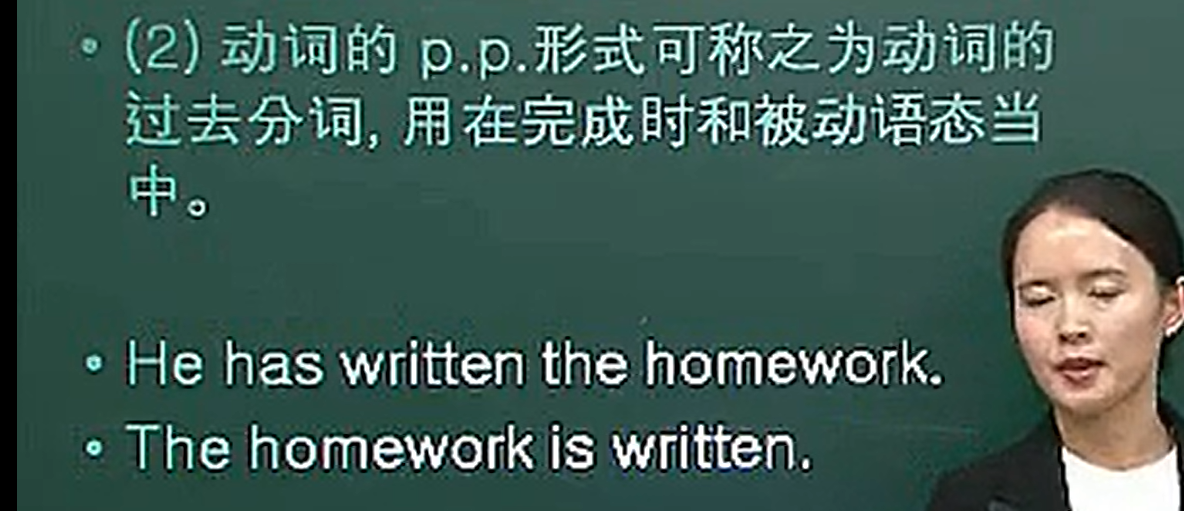 • (2) 动词的 p.p.形式可称之为动词的
过去分词, 用在完成时和被动语态当
中。
• He has written the homework.
• The homework is written.